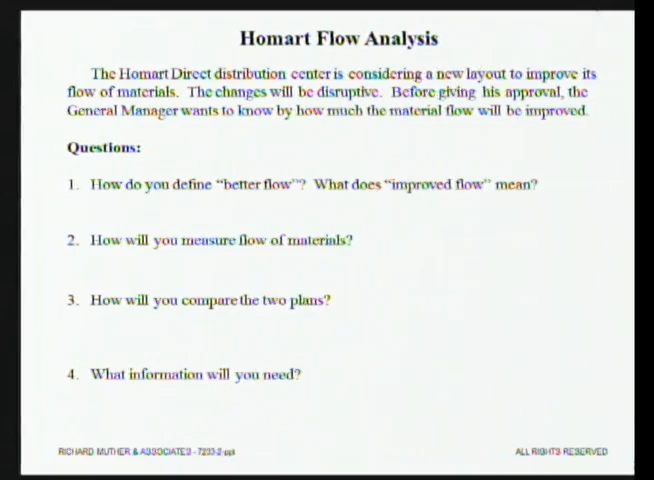 Homart Flow Analysis
The Homart Direct distribution center is considering a new layout to improve its
flow of materials. The changes will be disruptive. Before giving his approval, the
General Manager wants to know by how much the material flow will be improved.
Questions:
1. How do you define "better flow"? What does "improved flow" mean?
2. How will you measure flow of materials?
3. How will you compare the two plans?
4. What information will you need?
RICHARD MUTHER & ASSOCIATES - 7233-2-ppt
ALL RIGHTS RESERVED